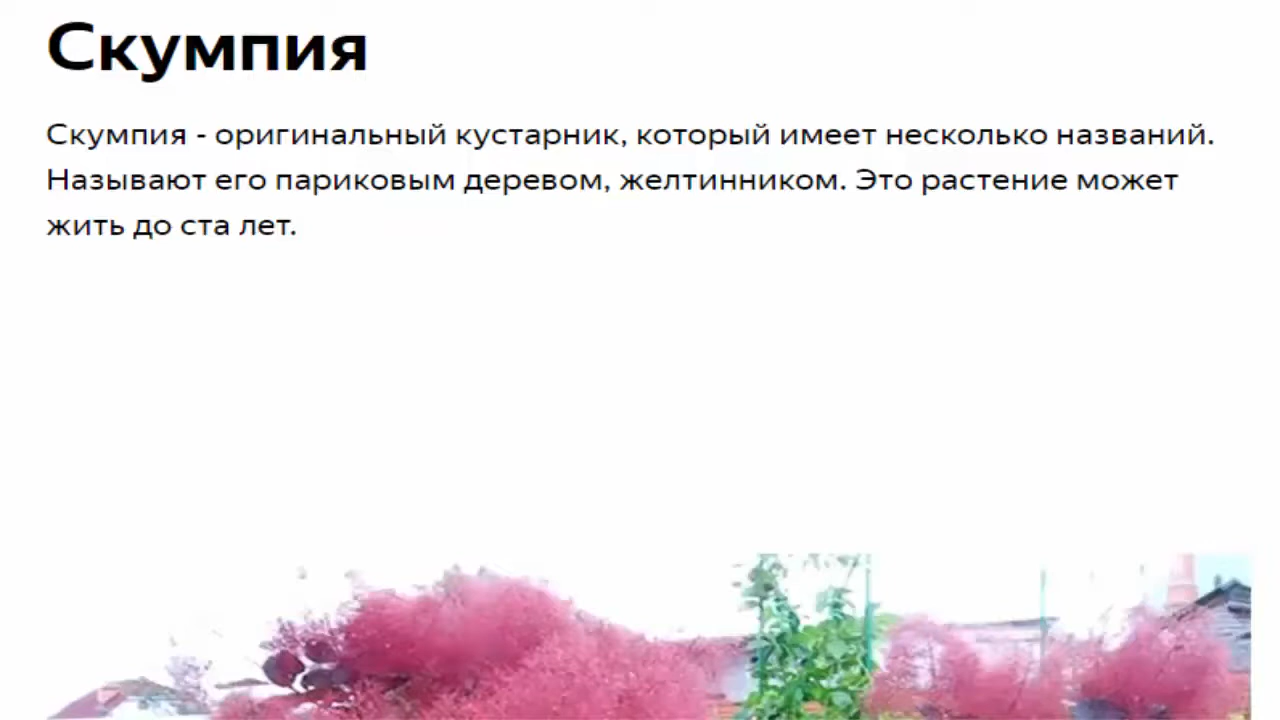 Скумпия
Скумпия - оригинальный кустарник, который имеет несколько названий.
Называют его париковым деревом, желтинником. Это растение может
жить до ста лет.